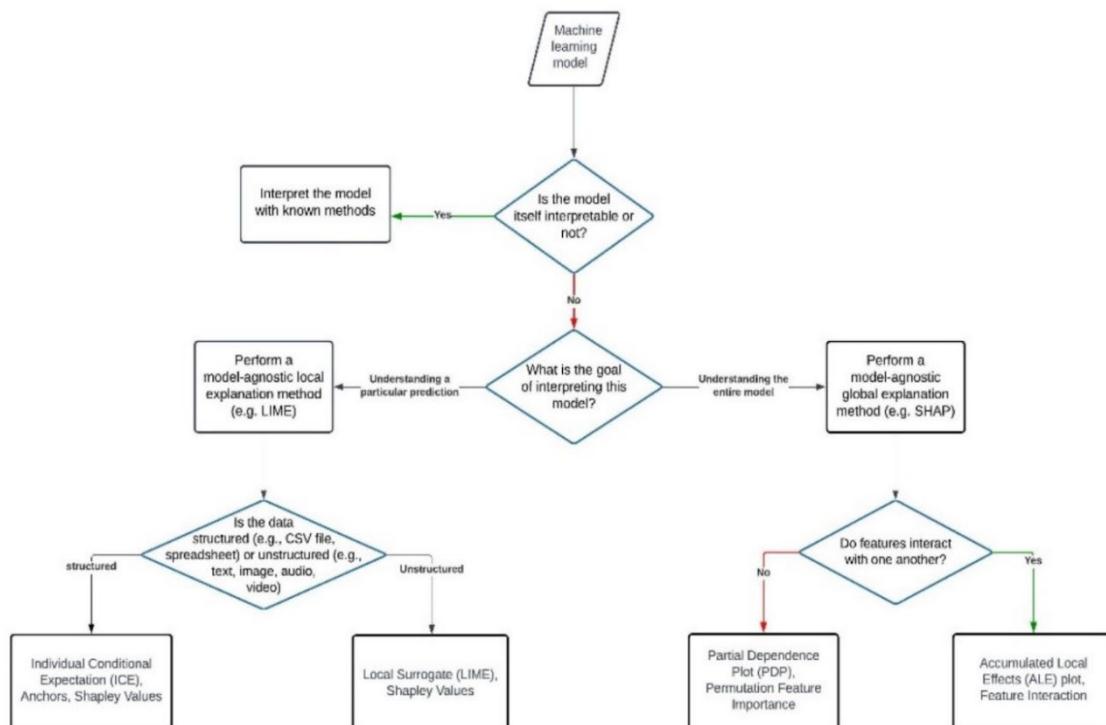 Machine
learning
model
Is the model
itself interpretable or
not?
Yes
Interpret the model
with known methods
No
What is the goal
of interpreting this
model?
Understanding a
particular prediction
Perform a
model-agnostic local
explanation method
(e.g. LIME)
Understanding the
entire model
Perform a
model-agnostic
global explanation
method (e.g. SHAP)
Is the data
structured (e.g., CSV file,
spreadsheet) or unstructured (e.g.,
text, image, audio,
video)
structured
Unstructured
Individual Conditional
Expectation (ICE),
Anchors, Shapley Values
Local Surrogate (LIME),
Shapley Values
Do features interact
with one another?
No
Yes
Partial Dependence
Plot (PDP),
Permutation Feature
Importance
Accumulated Local
Effects (ALE) plot,
Feature Interaction